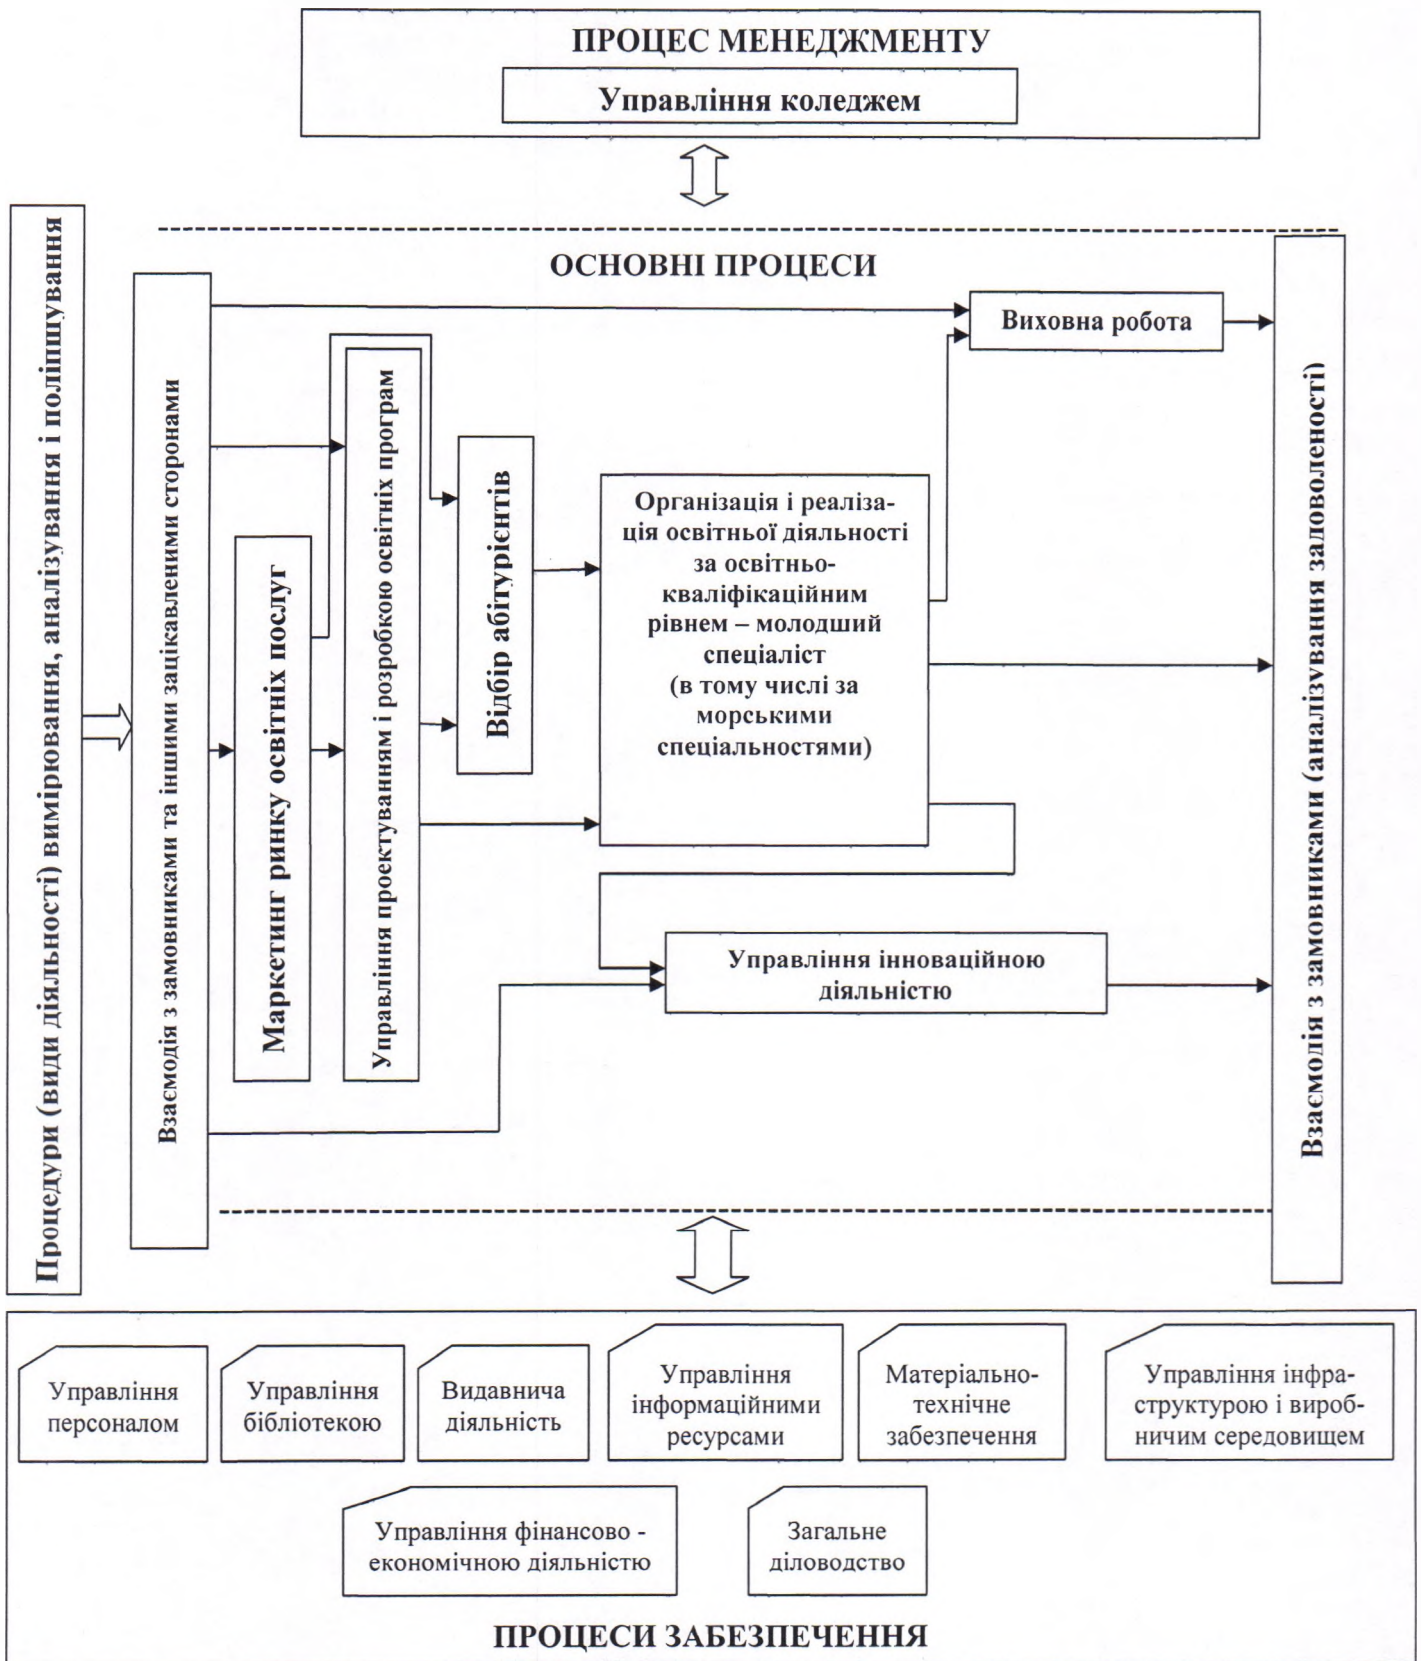 ПРОЦЕС МЕНЕДЖМЕНТУ
Управління коледжем
Процедури (види діяльності) вимірювання, аналізування і поліпшування
ОСНОВНІ ПРОЦЕСИ
Взаємодія з замовниками та іншими зацікавленими сторонами
Маркетинг ринку освітніх послуг
Управління проектуванням і розробкою освітніх програм
Відбір абітурієнтів
Організація і реаліза-
ція освітньої діяльності
за освітньо-
кваліфікаційним
рівнем – молодший
спеціаліст
(в тому числі за
морськими
спеціальностями)
Виховна робота
Управління інноваційною
діяльністю
Взаємодія з замовниками (аналізування задоволеності)
Управління
персоналом
Управління
бібліотекою
Видавнича
діяльність
Управління
інформаційними
ресурсами
Матеріально-
технічне
забезпечення
Управління інфра-
структурою і вироб-
ничим середовищем
Управління фінансово -
економічною діяльністю
Загальне
діловодство
ПРОЦЕСИ ЗАБЕЗПЕЧЕННЯ